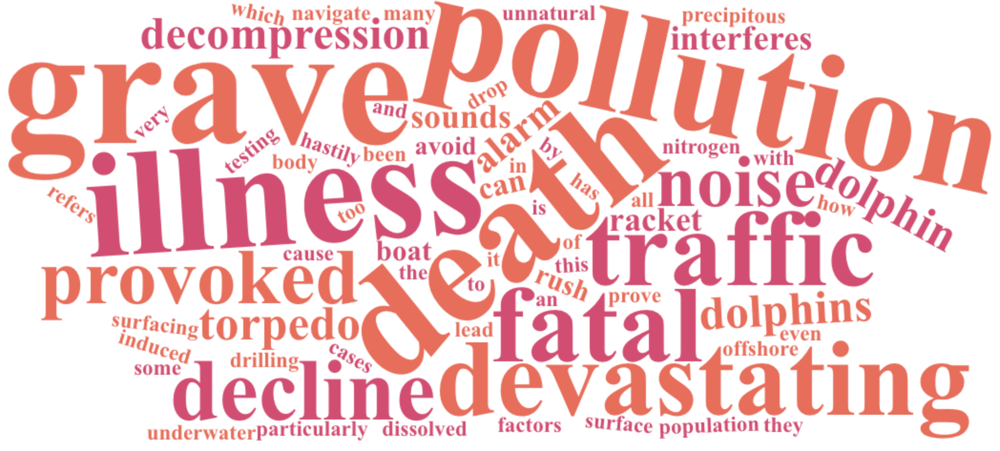 which navigate many unnatural precipitous
decompression pollution interferes
grave
drop
and sounds
very alarm
testing hastily body been avoid by nitrogen with
in
illness can has all noise dolphin
refers too is how
racket
death of traffic
cause boat it this
provoked the to rush
an prove
fatal dolphins
surfacing torpedo lead even
induced cases offshore
some drilling
decline devastating
underwater particularly dissolved factors surface population they